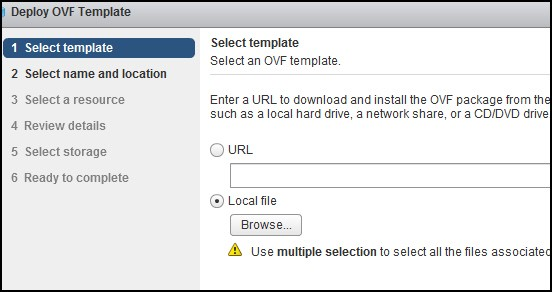 Deploy OVF Template
1 Select template
2 Select name and location
3 Select a resource
4 Review details
5 Select storage
6 Ready to complete
Select template
Select an OVF template.
Enter a URL to download and install the OVF package from the
such as a local hard drive, a network share, or a CD/DVD drive
URL
Local file
Browse...
Use multiple selection to select all the files associated